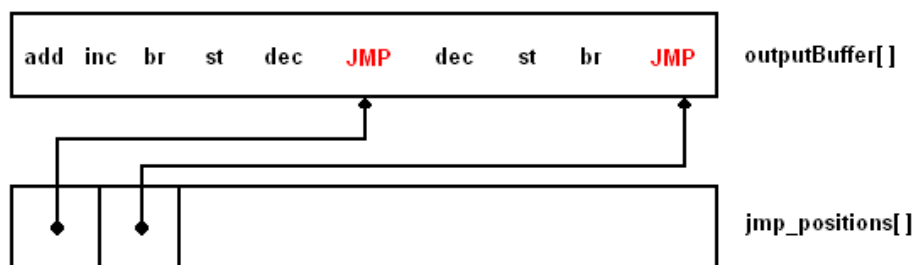 add inc br st dec JMP dec st br JMP outputBuffer[ ]
jmp_positions[ ]